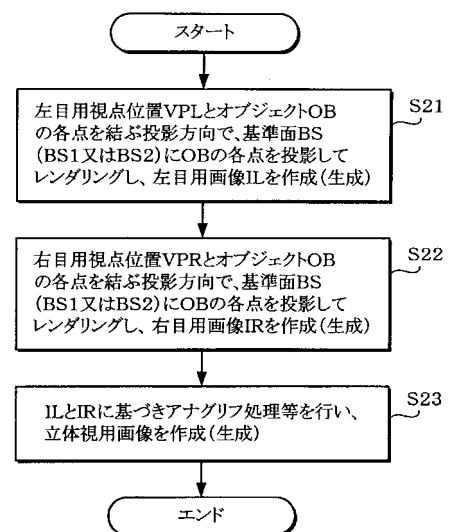 スタート
左目用視点位置VPLとオブジェクトOB
の各点を結ぶ投影方向で、基準面BS
(BS1又はBS2)にOBの各点を投影して
レンダリングし、左目用画像ILを作成(生成)
S21
右目用視点位置VPRとオブジェクトOB
の各点を結ぶ投影方向で、基準面BS
(BS1又はBS2)にOBの各点を投影して
レンダリングし、右目用画像IRを作成(生成)
S22
ILとIRに基づきアナグリフ処理等を行い、
立体視用画像を作成(生成)
S23
エンド